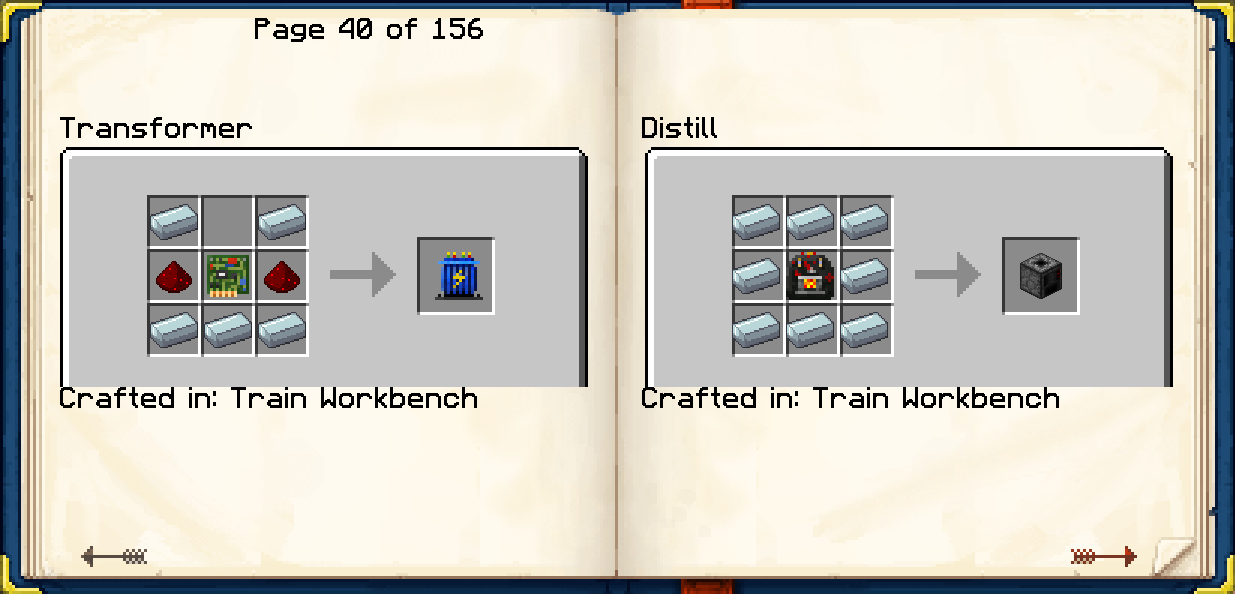 Page 40 of 156
Transformer
Crafted in: Train Workbench
Distill
Crafted in: Train Workbench